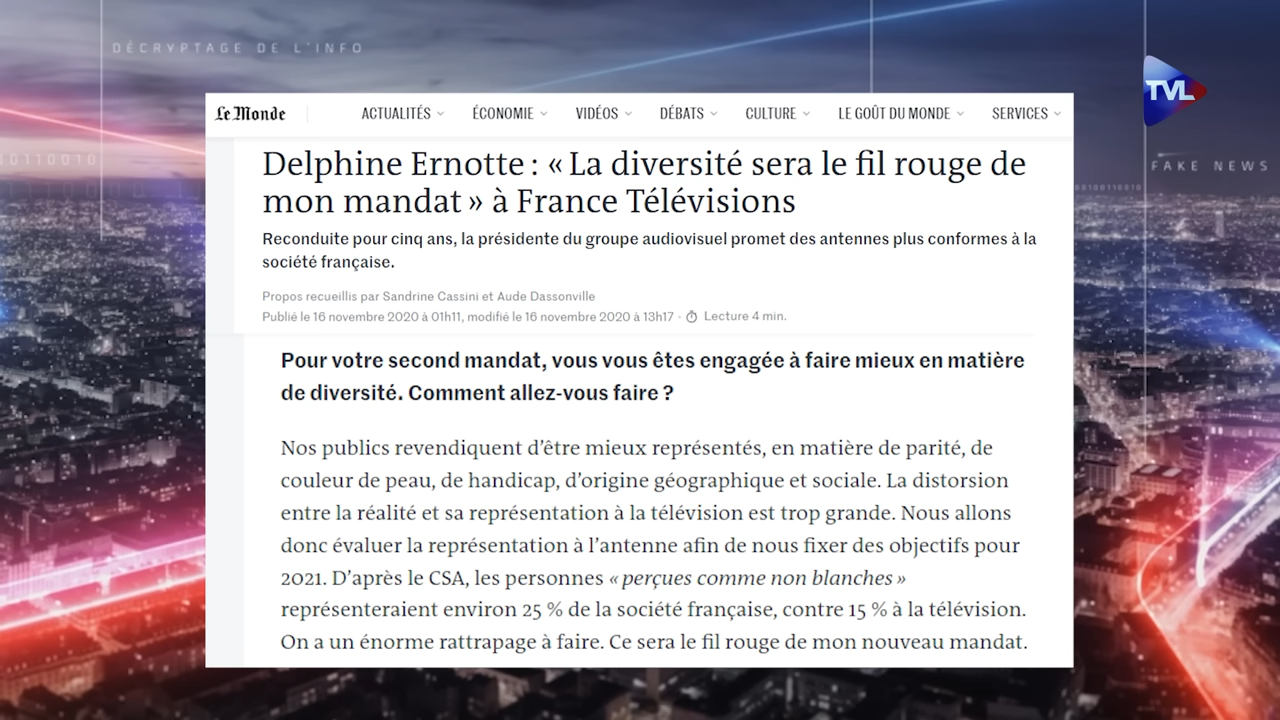 DÉCRYPTAGE DE L'INFO
TVL
Le Monde
ACTUALITÉS ÉCONOMIE VIDÉOS DÉBATS CULTURE LE GOÛT DU MONDE SERVICES
Delphine Ernotte : « La diversité sera le fil rouge de
mon mandat » à France Télévisions
Reconduite pour cinq ans, la présidente du groupe audiovisuel promet des antennes plus conformes à la
société française.
Propos recueillis par Sandrine Cassini et Aude Dassonville
Publié le 16 novembre 2020 à 01h11, modifié le 16 novembre 2020 à 13h17 · Lecture 4 min.
Pour votre second mandat, vous vous êtes engagée à faire mieux en matière
de diversité. Comment allez-vous faire ?
Nos publics revendiquent d'être mieux représentés, en matière de parité, de
couleur de peau, de handicap, d'origine géographique et sociale. La distorsion
entre la réalité et sa représentation à la télévision est trop grande. Nous allons
donc évaluer la représentation à l'antenne afin de nous fixer des objectifs pour
2021. D'après le CSA, les personnes « perçues comme non blanches »
représenteraient environ 25 % de la société française, contre 15 % à la télévision.
On a un énorme rattrapage à faire. Ce sera le fil rouge de mon nouveau mandat.
FAKE NEWS